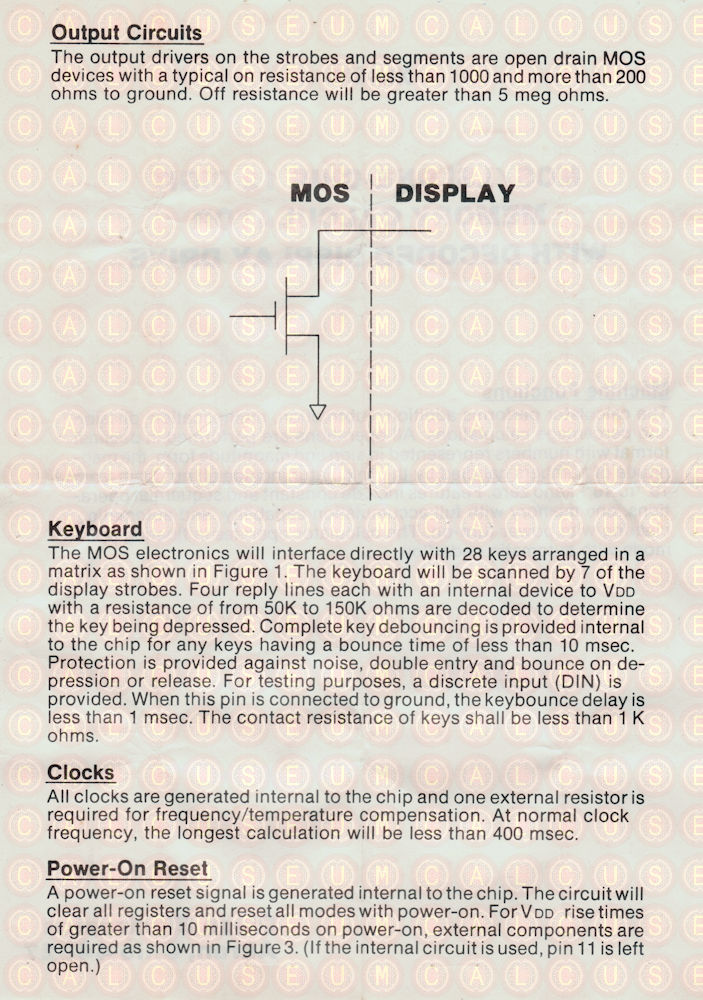 Output Circuits
The output drivers on the strobes and segments are open drain MOS
devices with a typical on resistance of less than 1000 and more than 200
ohms to ground. Off resistance will be greater than 5 meg ohms.
MOS DISPLAY
Keyboard
The MOS electronics will interface directly with 28 keys arranged in a
matrix as shown in Figure 1. The keyboard will be scanned by 7 of the
display strobes. Four reply lines each with an internal device to VDD
with a resistance of from 50K to 150K ohms are decoded to determine
the key being depressed. Complete key debouncing is provided internal
to the chip for any keys having a bounce time of less than 10 msec.
Protection is provided against noise, double entry and bounce on de-
pression or release. For testing purposes, a discrete input (DIN) is
provided. When this pin is connected to ground, the keybounce delay is
less than 1 msec. The contact resistance of keys shall be less than 1 K
ohms.
Clocks
All clocks are generated internal to the chip and one external resistor is
required for frequency/temperature compensation. At normal clock
frequency, the longest calculation will be less than 400 msec.
Power-On Reset
A power-on reset signal is generated internal to the chip. The circuit will
clear all registers and reset all modes with power-on. For VDD rise times
of greater than 10 milliseconds on power-on, external components are
required as shown in Figure 3. (If the internal circuit is used, pin 11 is left
open.)